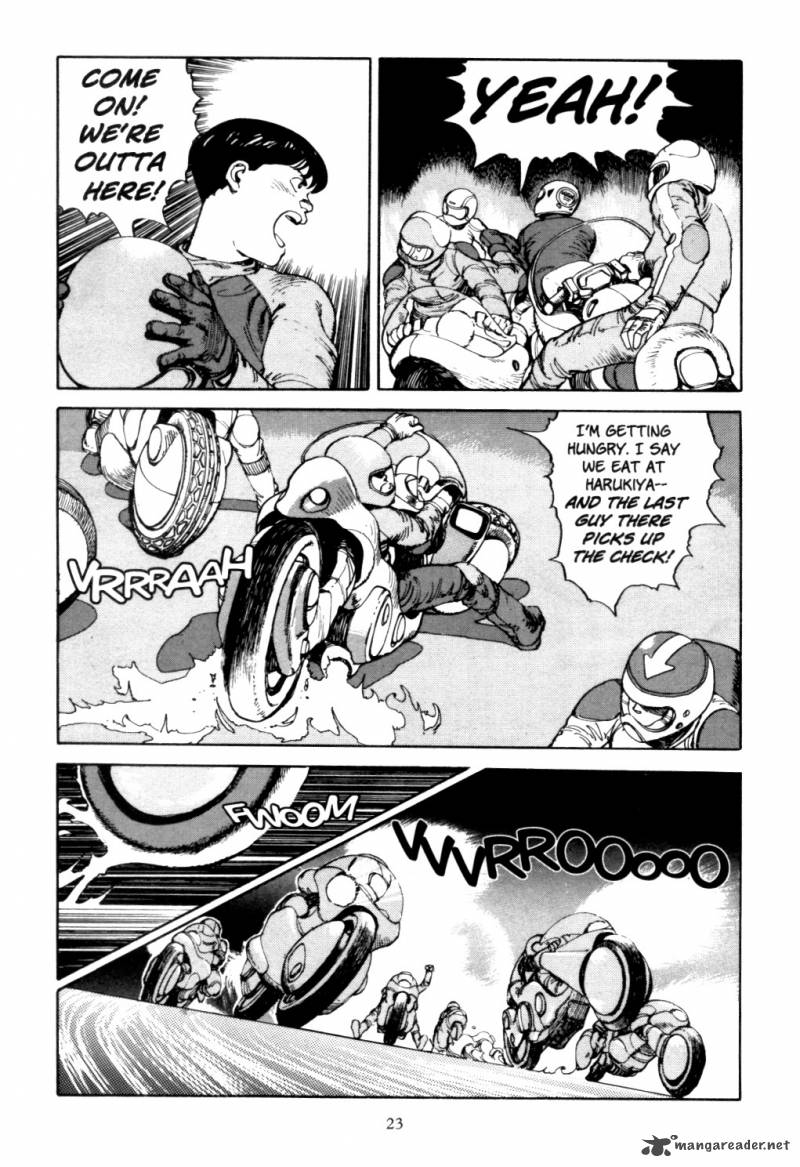 COME
ON!
WE'RE
OUTTA
HERE!
YEAH!
I'M GETTING
HUNGRY. I SAY
WE EAT AT
HARUKIYA--
AND THE LAST
GUY THERE
PICKS UP
THE CHECK!
VRRRAAH
FWOOM
VVVRROOOOO
23
mangareader.net